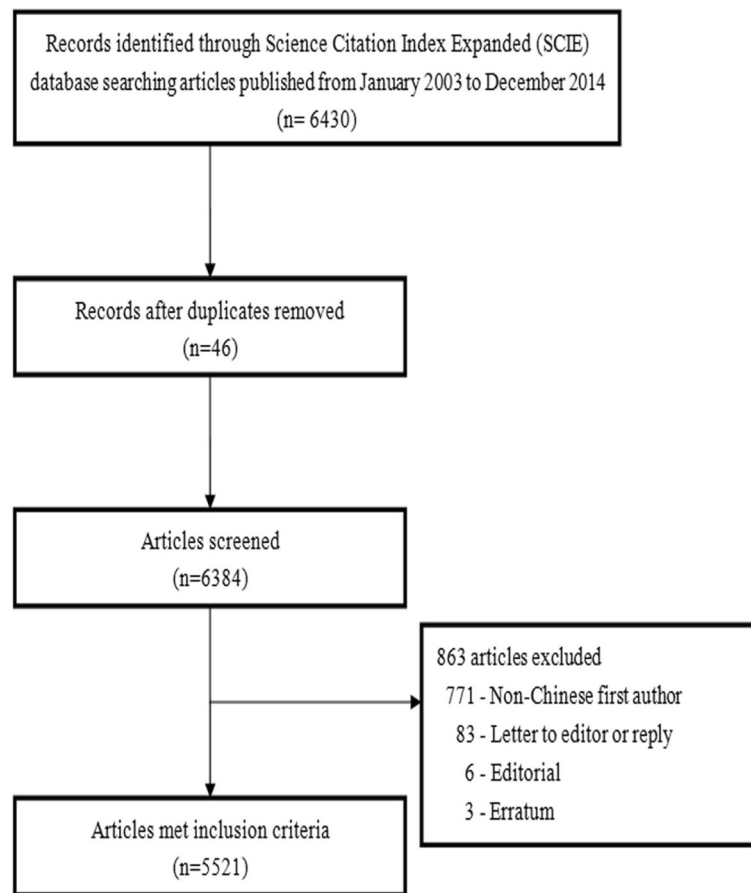 Records identified through Science Citation Index Expanded (SCIE)
database searching articles published from January 2003 to December 2014
(n= 6430)
Records after duplicates removed
(n=46)
Articles screened
(n=6384)
863 articles excluded
771 - Non-Chinese first author
83 - Letter to editor or reply
6 - Editorial
3 - Erratum
Articles met inclusion criteria
(n=5521)